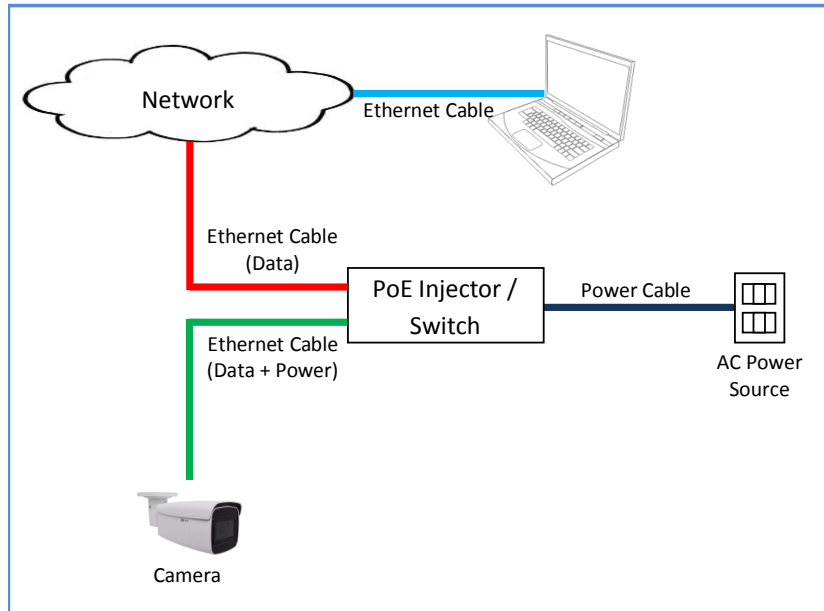 Network
Ethernet Cable
Ethernet Cable
(Data)
PoE Injector /
Switch
Power Cable
Ethernet Cable
(Data + Power)
AC Power
Source
Camera